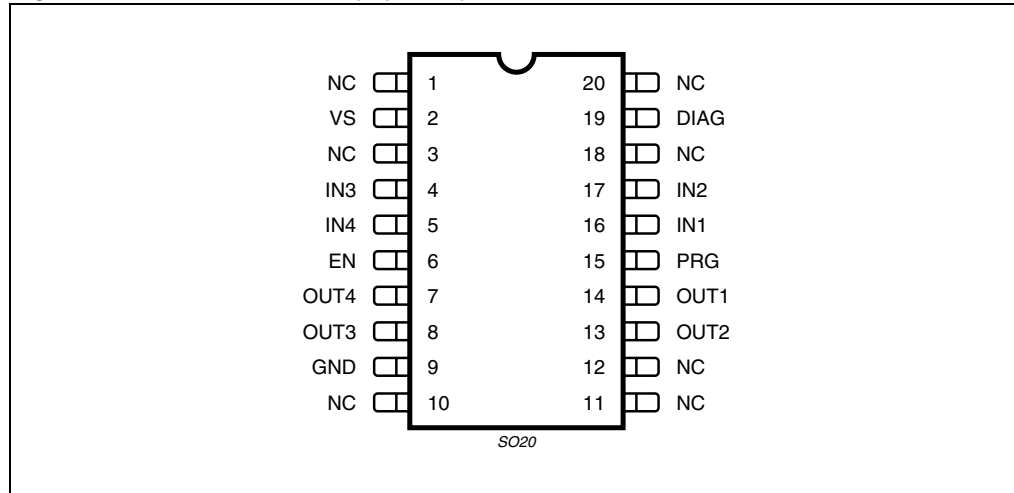 NC 1 20 NC
VS 2 19 DIAG
NC 3 18 NC
IN3 4 17 IN2
IN4 5 16 IN1
EN 6 15 PRG
OUT4 7 14 OUT1
OUT3 8 13 OUT2
GND 9 12 NC
NC 10 11 NC
SO20